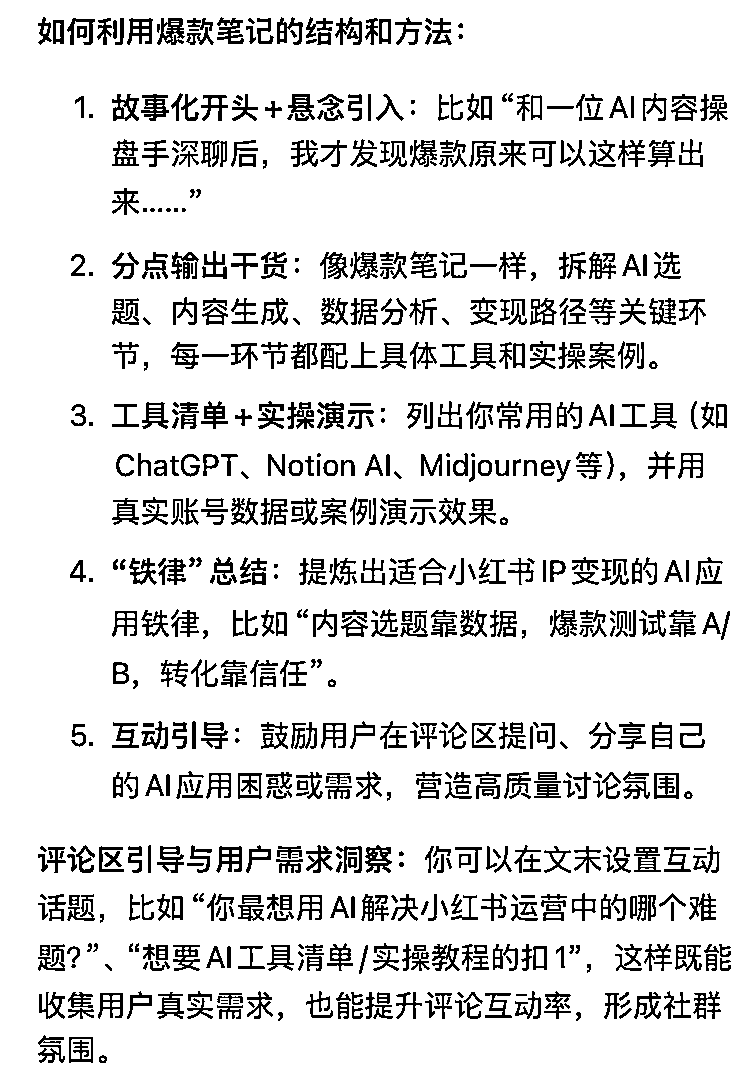 如何利用爆款笔记的结构和方法：
1. 故事化开头+悬念引入：比如“和一位AI内容操
盘手深聊后，我才发现爆款原来可以这样算出
来……”
2. 分点输出干货：像爆款笔记一样，拆解AI选
题、内容生成、数据分析、变现路径等关键环
节，每一环节都配上具体工具和实操案例。
3. 工具清单+实操演示：列出你常用的AI工具（如
ChatGPT、Notion AI、Midjourney等），并用
真实账号数据或案例演示效果。
4. “铁律”总结：提炼出适合小红书IP变现的AI应
用铁律，比如“内容选题靠数据，爆款测试靠A/
B，转化靠信任”。
5. 互动引导：鼓励用户在评论区提问、分享自己
的AI应用困惑或需求，营造高质量讨论氛围。
评论区引导与用户需求洞察：你可以在文末设置互动
话题，比如“你最想用AI解决小红书运营中的哪个难
题？”、“想要AI工具清单/实操教程的扣1”，这样既能
收集用户真实需求，也能提升评论互动率，形成社群
氛围。